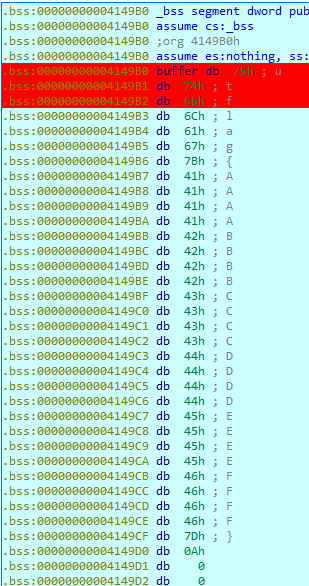 .bss:00000000004149B0 _bss segment dword pub
.bss:00000000004149B0 assume cs:_bss
.bss:00000000004149B0 ;org 4149B0h
.bss:00000000004149B0 assume es:nothing, ss:
.bss:00000000004149B0 buffer db 75h ; u
.bss:00000000004149B1 db 74h ; t
.bss:00000000004149B2 db 66h ; f
.bss:00000000004149B3 db 6Ch ; l
.bss:00000000004149B4 db 61h ; a
.bss:00000000004149B5 db 67h ; g
.bss:00000000004149B6 db 7Bh ; {
.bss:00000000004149B7 db 41h ; A
.bss:00000000004149B8 db 41h ; A
.bss:00000000004149B9 db 41h ; A
.bss:00000000004149BA db 41h ; A
.bss:00000000004149BB db 42h ; B
.bss:00000000004149BC db 42h ; B
.bss:00000000004149BD db 42h ; B
.bss:00000000004149BE db 42h ; B
.bss:00000000004149BF db 43h ; C
.bss:00000000004149C0 db 43h ; C
.bss:00000000004149C1 db 43h ; C
.bss:00000000004149C2 db 43h ; C
.bss:00000000004149C3 db 44h ; D
.bss:00000000004149C4 db 44h ; D
.bss:00000000004149C5 db 44h ; D
.bss:00000000004149C6 db 44h ; D
.bss:00000000004149C7 db 45h ; E
.bss:00000000004149C8 db 45h ; E
.bss:00000000004149C9 db 45h ; E
.bss:00000000004149CA db 45h ; E
.bss:00000000004149CB db 46h ; F
.bss:00000000004149CC db 46h ; F
.bss:00000000004149CD db 46h ; F
.bss:00000000004149CE db 46h ; F
.bss:00000000004149CF db 7Dh ; }
.bss:00000000004149D0 db 0Ah
.bss:00000000004149D1 db 0
.bss:00000000004149D2 db 0